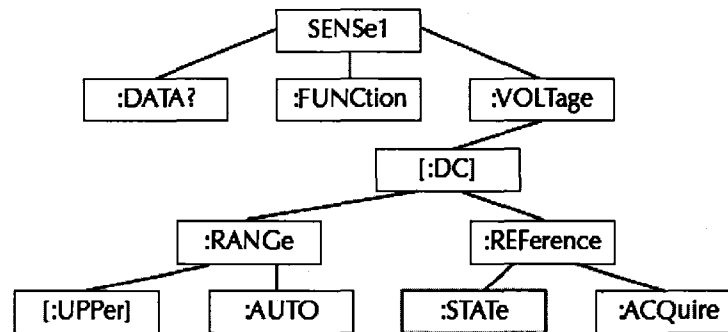 SENSe1
:DATA?
:FUNCtion
:VOLTage
[:DC]
:RANGe
:REFerence
[:UPPer]
:AUTO
:STATe
:ACQuire